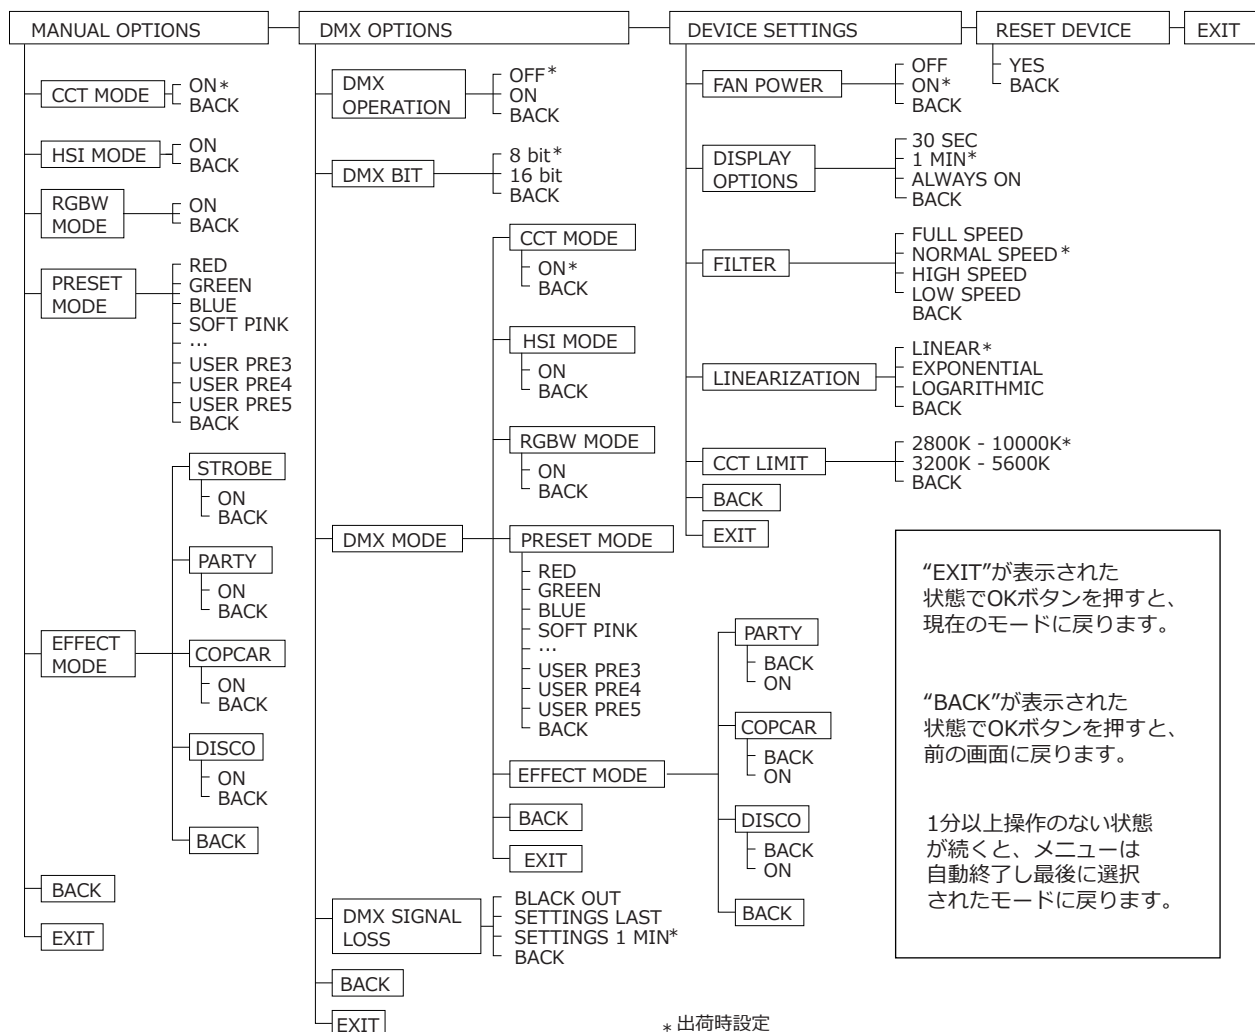 MANUAL OPTIONS
CCT MODE
ON*
BACK
HSI MODE
ON
BACK
RGBW
MODE
ON
BACK
PRESET
MODE
RED
GREEN
BLUE
SOFT PINK
...
USER PRE3
USER PRE4
USER PRE5
BACK
EFFECT
MODE
STROBE
ON
BACK
PARTY
ON
BACK
COPCAR
ON
BACK
DISCO
ON
BACK
BACK
BACK
EXIT
DMX OPTIONS
DMX
OPERATION
OFF*
ON
BACK
DMX BIT
8 bit*
16 bit
BACK
DMX MODE
CCT MODE
ON*
BACK
HSI MODE
ON
BACK
RGBW MODE
ON
BACK
PRESET MODE
RED
GREEN
BLUE
SOFT PINK
...
USER PRE3
USER PRE4
USER PRE5
BACK
EFFECT MODE
PARTY
BACK
ON
COPCAR
BACK
ON
DISCO
BACK
ON
BACK
BACK
EXIT
DMX SIGNAL
LOSS
BLACK OUT
SETTINGS LAST
SETTINGS 1 MIN*
BACK
BACK
EXIT
DEVICE SETTINGS
FAN POWER
OFF
ON*
BACK
DISPLAY
OPTIONS
30 SEC
1 MIN*
ALWAYS ON
BACK
FILTER
FULL SPEED
NORMAL SPEED*
HIGH SPEED
LOW SPEED
BACK
LINEARIZATION
LINEAR*
EXPONENTIAL
LOGARITHMIC
BACK
CCT LIMIT
2800K - 10000K*
3200K - 5600K
BACK
BACK
EXIT
RESET DEVICE
YES
BACK
EXIT
“EXIT”が表示された
状態でOKボタンを押すと、
現在のモードに戻ります。
“BACK”が表示された
状態でOKボタンを押すと、
前の画面に戻ります。
1分以上操作のない状態
が続くと、メニューは
自動終了し最後に選択
されたモードに戻ります。
* 出荷時設定